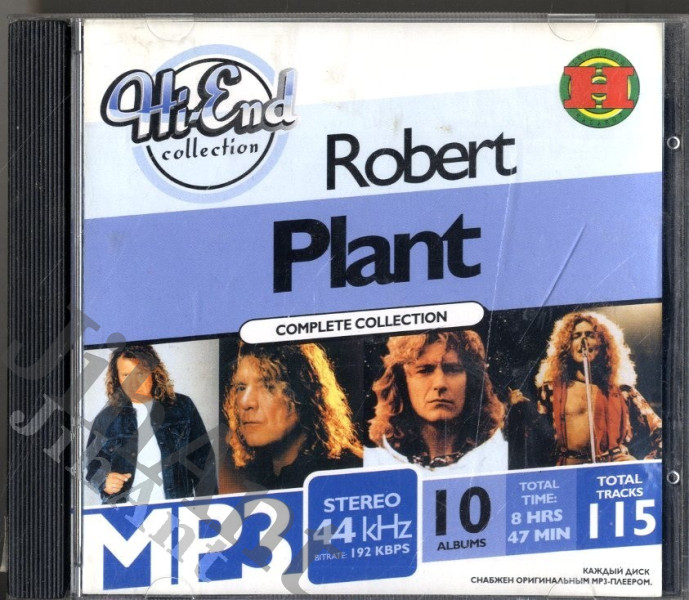 Hi-End
collection
H
Robert
Plant
COMPLETE COLLECTION
MP3
STEREO
44 kHz
BITRATE: 192 KBPS
10
ALBUMS
TOTAL
TIME:
8 HRS
47 MIN
TOTAL
TRACKS
115
КАЖДЫЙ ДИСК
СНАБЖЕН ОРИГИНАЛЬНЫМ МР3-ПЛЕЕРОМ.